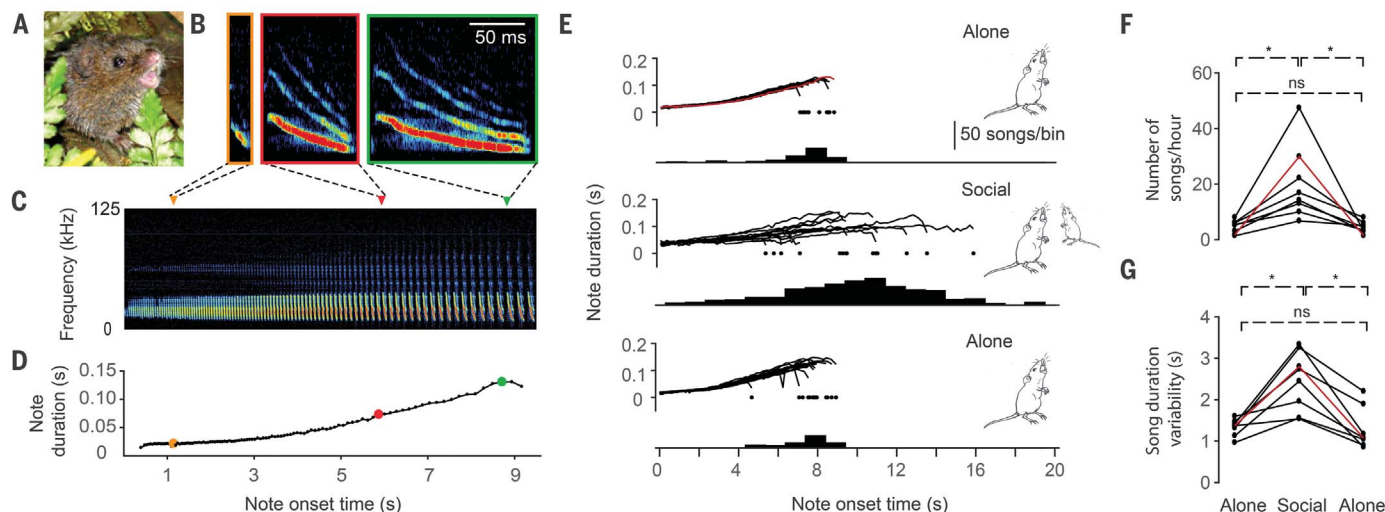 A
B
50 ms
C
Frequency (kHz)
125
0
D
Note
duration (s)
0.15
0.10
0.05
0
1
3
5
7
9
Note onset time (s)
E
Note duration (s)
Alone
0.2
0.1
0
50 songs/bin
Social
0.2
0.1
0
Alone
0.2
0.1
0
0
4
8
12
16
20
Note onset time (s)
F
* *
ns
Number of
songs/hour
60
40
20
0
G
* *
ns
Song duration
variability (s)
4
3
2
1
0
Alone Social Alone